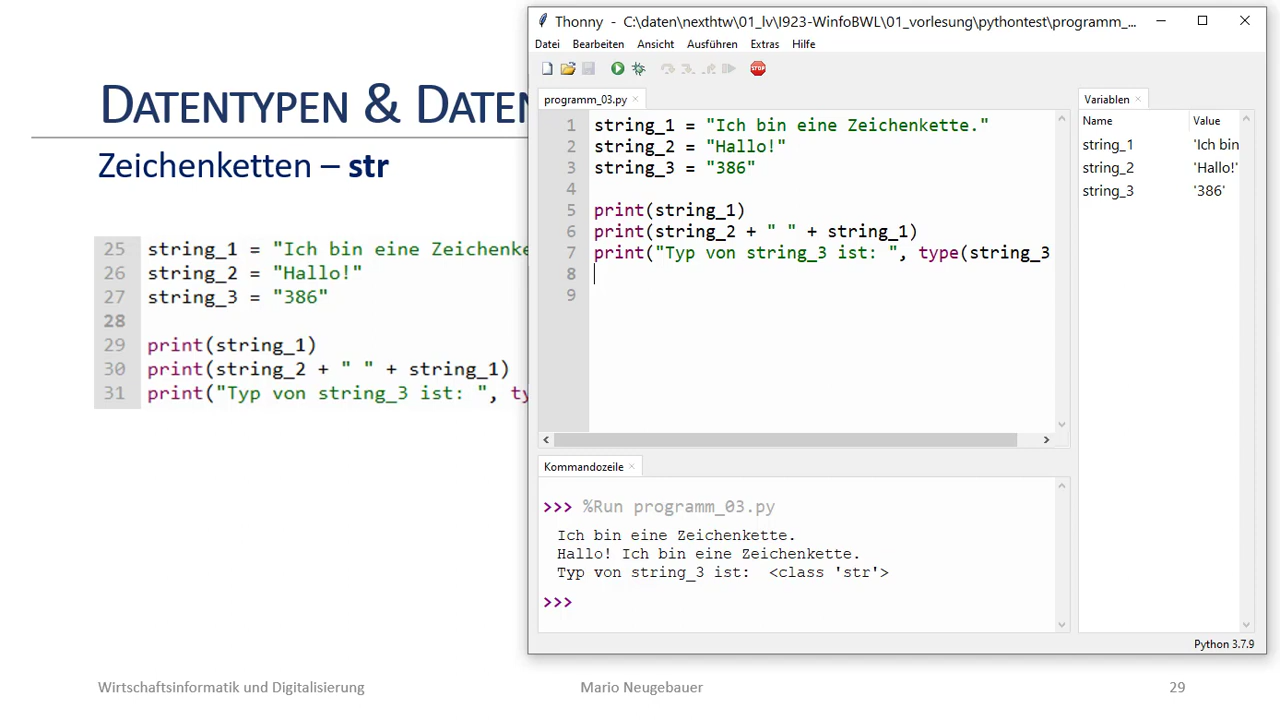 DATENTYPEN & DATEN
Zeichenketten – str
25 string_1 = "Ich bin eine Zeichenke
26 string_2 = "Hallo!"
27 string_3 = "386"
28
29 print(string_1)
30 print(string_2 + " " + string_1)
31 print("Typ von string_3 ist: ", ty
Thonny - C:\daten\nexthtw\01_lv\I923-WinfoBWL\01_vorlesung\pythontest\programm_...
Datei Bearbeiten Ansicht Ausführen Extras Hilfe
STOP
programm_03.py
1 string_1 = "Ich bin eine Zeichenkette."
2 string_2 = "Hallo!"
3 string_3 = "386"
4
5 print(string_1)
6 print(string_2 + " " + string_1)
7 print("Typ von string_3 ist: ", type(string_3
8
9
Kommandozeile
>>> %Run programm_03.py
Ich bin eine Zeichenkette.
Hallo! Ich bin eine Zeichenkette.
Typ von string_3 ist:  <class 'str'>
>>>
Variablen
Name Value
string_1 'Ich bin
string_2 'Hallo!'
string_3 '386'
Python 3.7.9
Wirtschaftsinformatik und Digitalisierung Mario Neugebauer 29